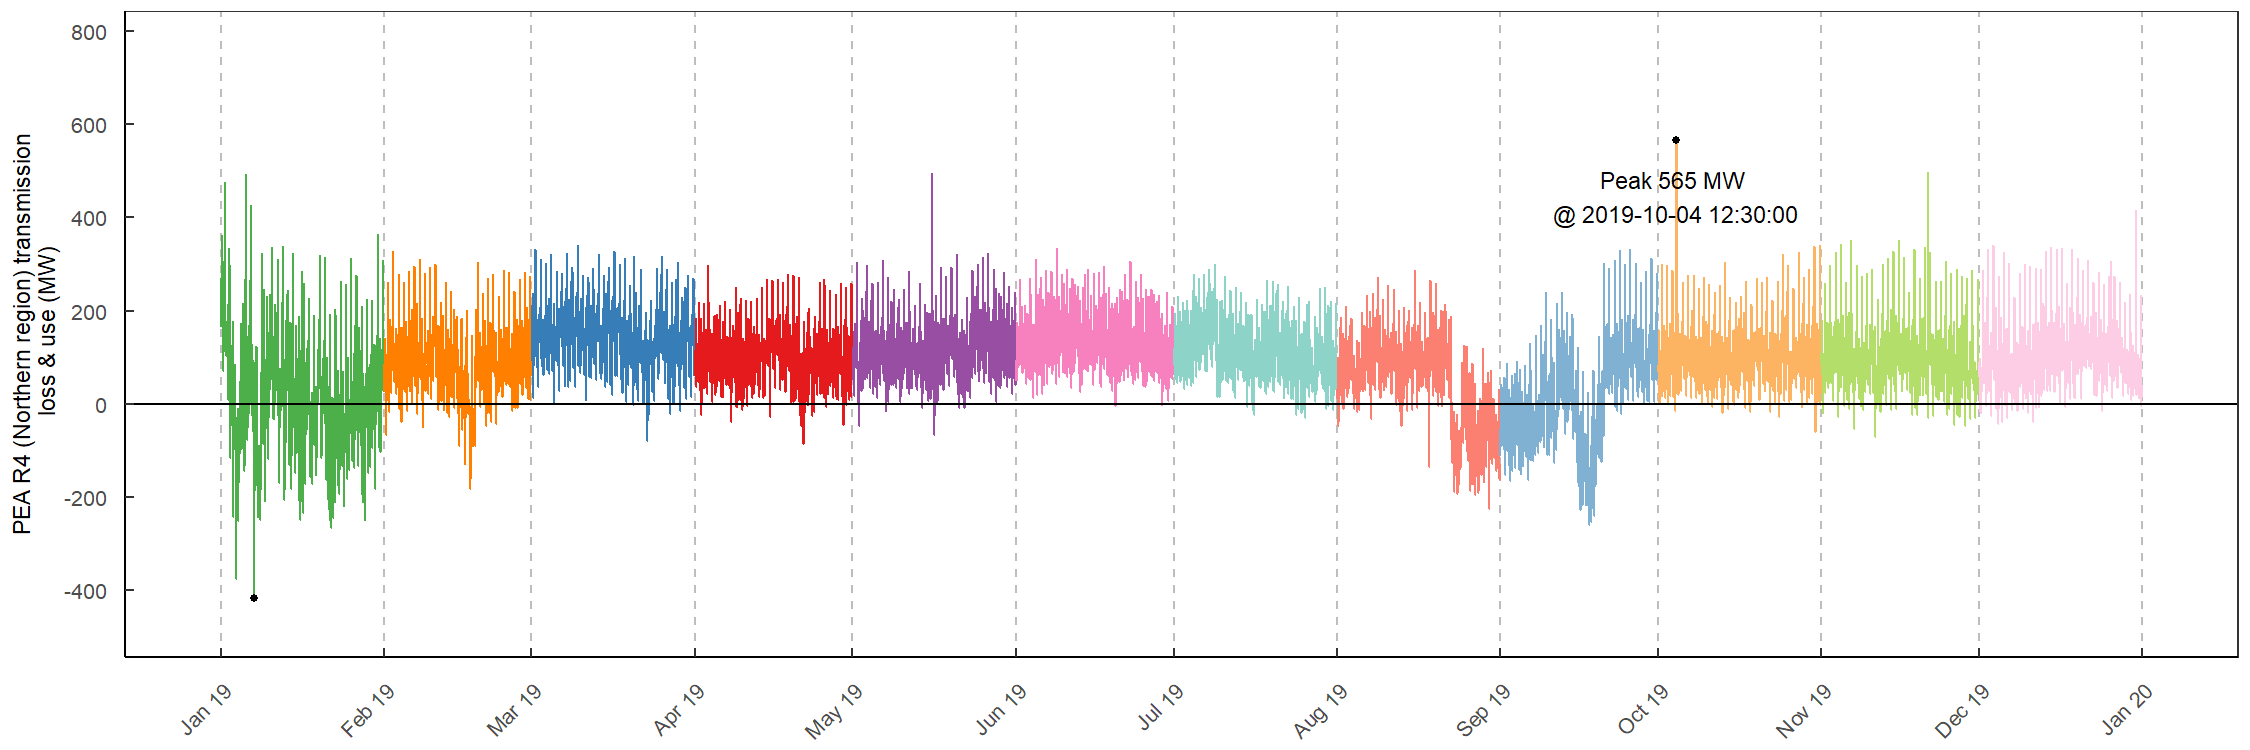 PEA R4 (Northern region) transmission
loss & use (MW)
800
600
400
200
0
-200
-400
Peak 565 MW
@ 2019-10-04 12:30:00
Jan 19
Feb 19
Mar 19
Apr 19
May 19
Jun 19
Jul 19
Aug 19
Sep 19
Oct 19
Nov 19
Dec 19
Jan 20